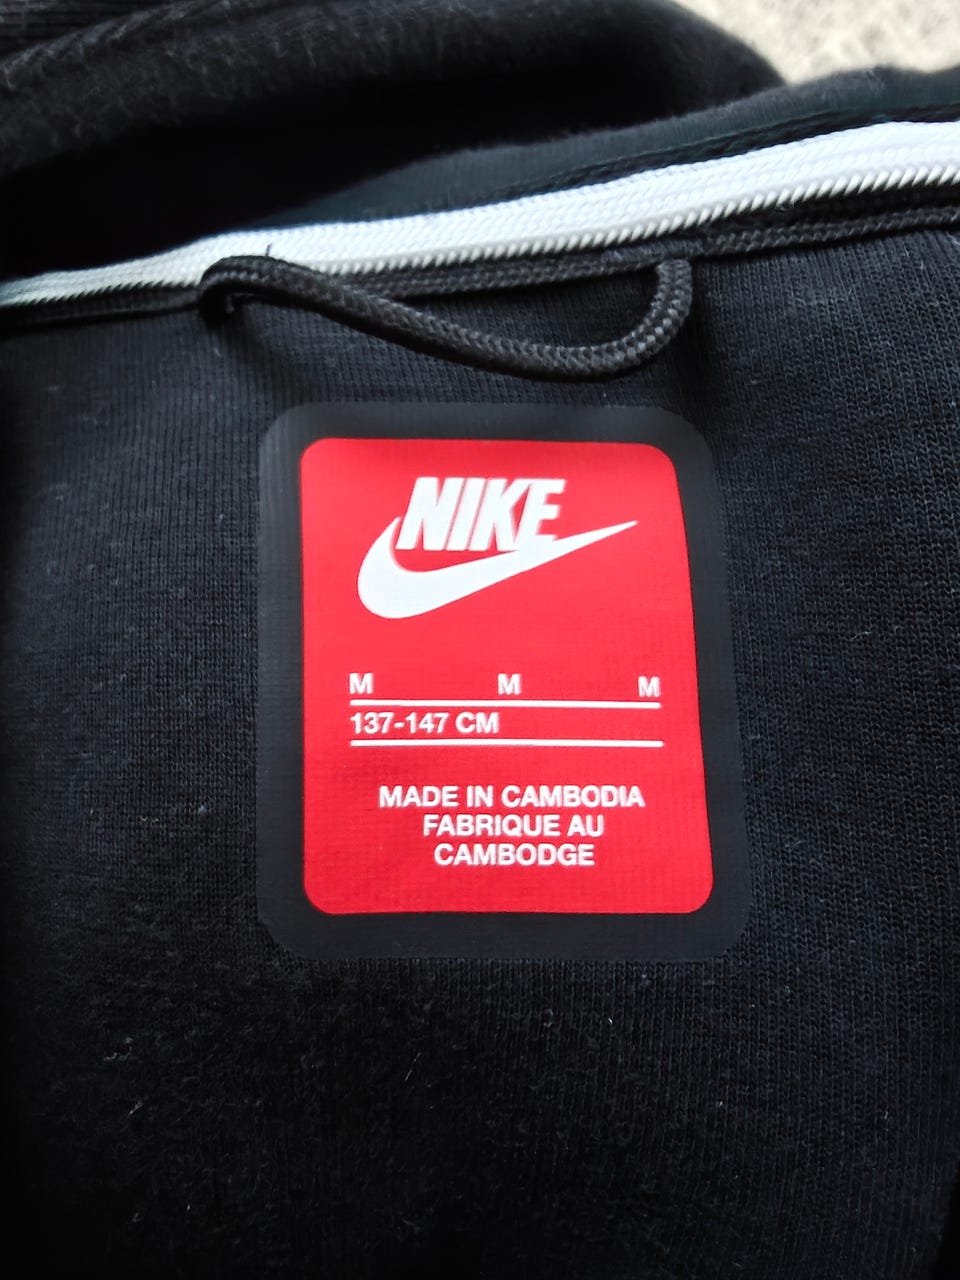 NIKE
M M M
137-147 CM
MADE IN CAMBODIA
FABRIQUE AU
CAMBODGE